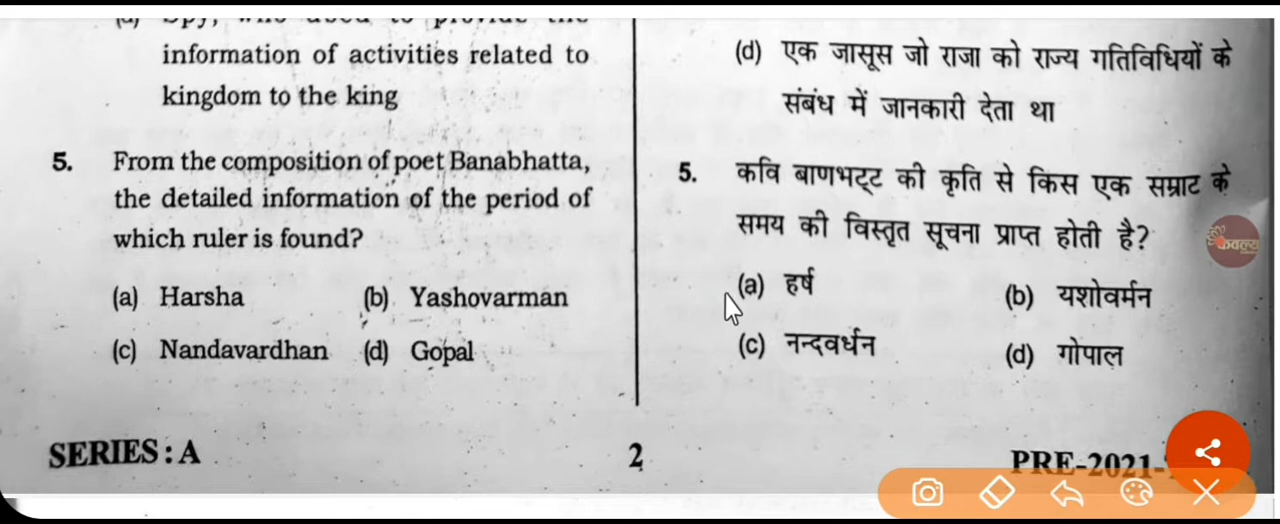 information of activities related to
kingdom to the king
5. From the composition of poet Banabhatta,
the detailed information of the period of
which ruler is found?
(a) Harsha (b) Yashovarman
(c) Nandavardhan (d) Gopal
(d) एक जासूस जो राजा को राज्य गतिविधियों के
संबंध में जानकारी देता था
5. कवि बाणभट्ट की कृति से किस एक सम्राट के
समय की विस्तृत सूचना प्राप्त होती है?
(a) हर्ष (b) यशोवर्मन
(c) नन्दवर्धन (d) गोपाल
SERIES : A 2 PRE-2021-